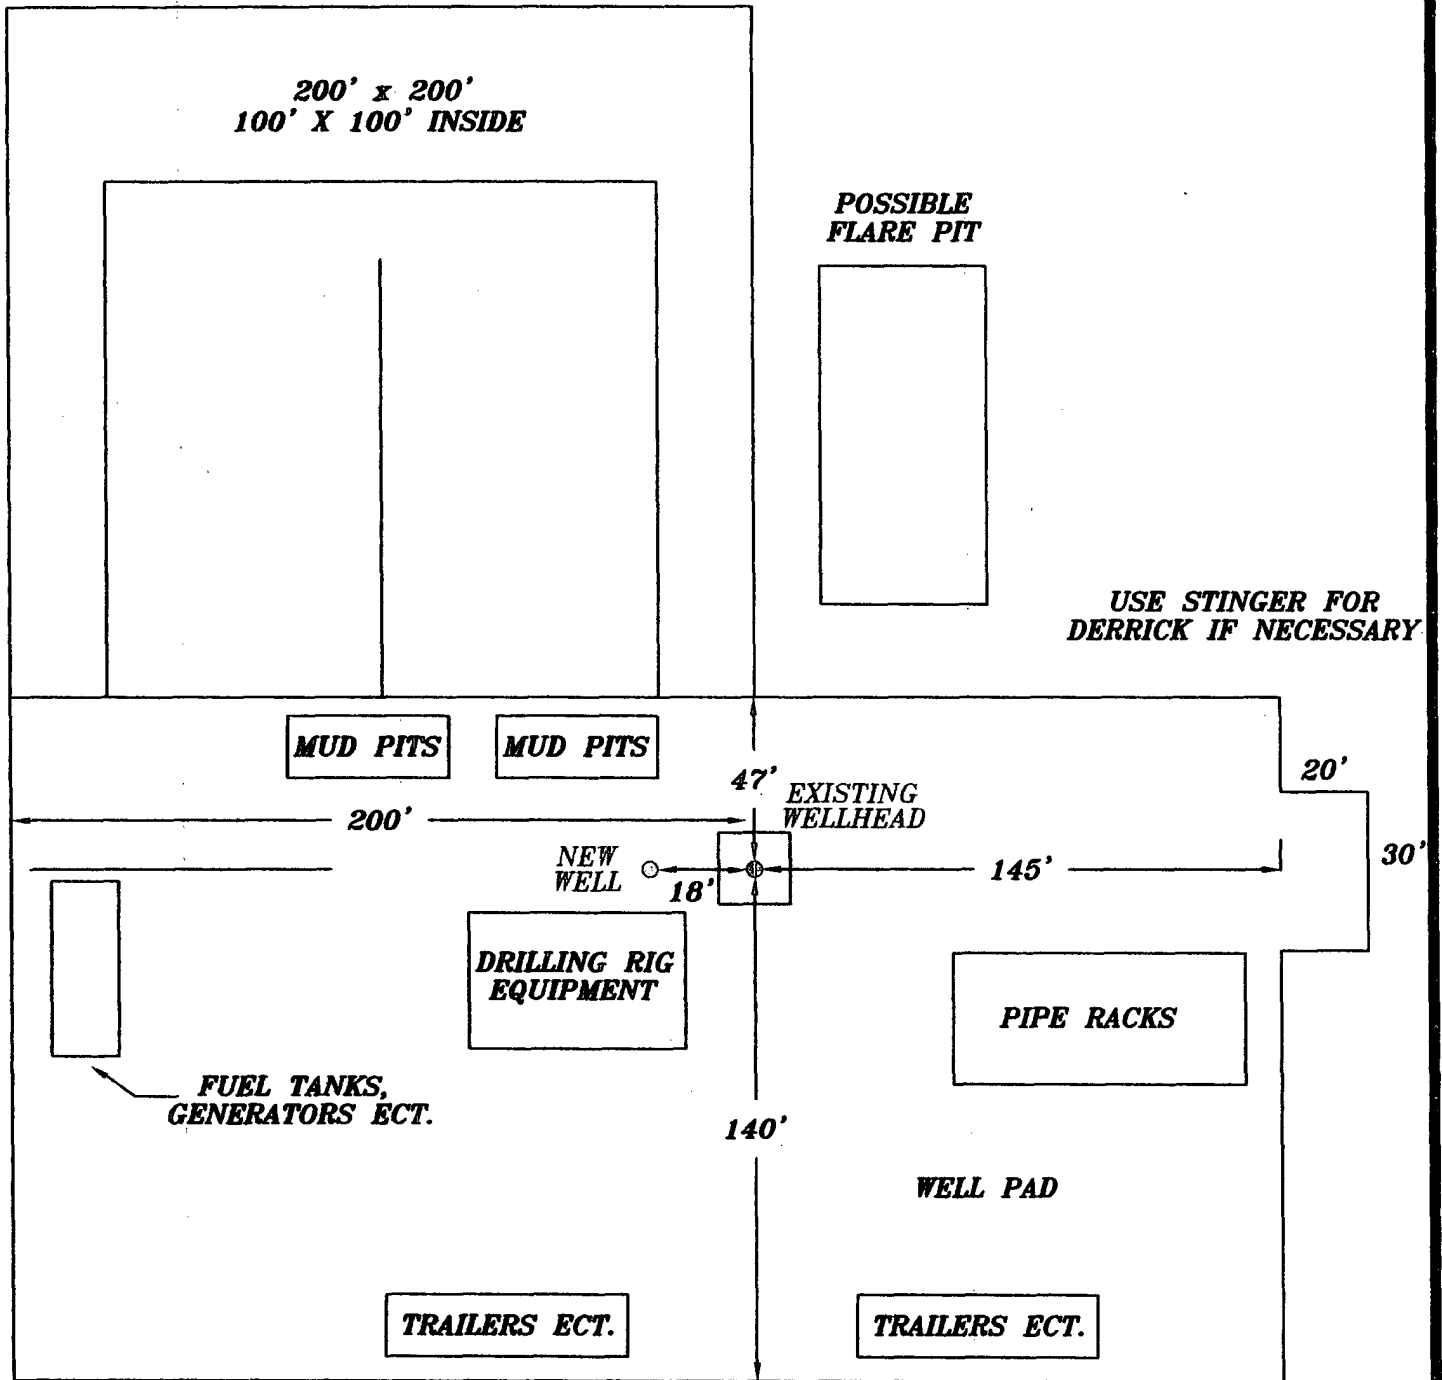 200' x 200'
100' X 100' INSIDE
POSSIBLE
FLARE PIT
USE STINGER FOR
DERRICK IF NECESSARY
MUD PITS
MUD PITS
47'
20'
EXISTING
WELLHEAD
200'
NEW
WELL
18'
145'
30'
DRILLING RIG
EQUIPMENT
PIPE RACKS
FUEL TANKS,
GENERATORS ECT.
140'
WELL PAD
TRAILERS ECT.
TRAILERS ECT.